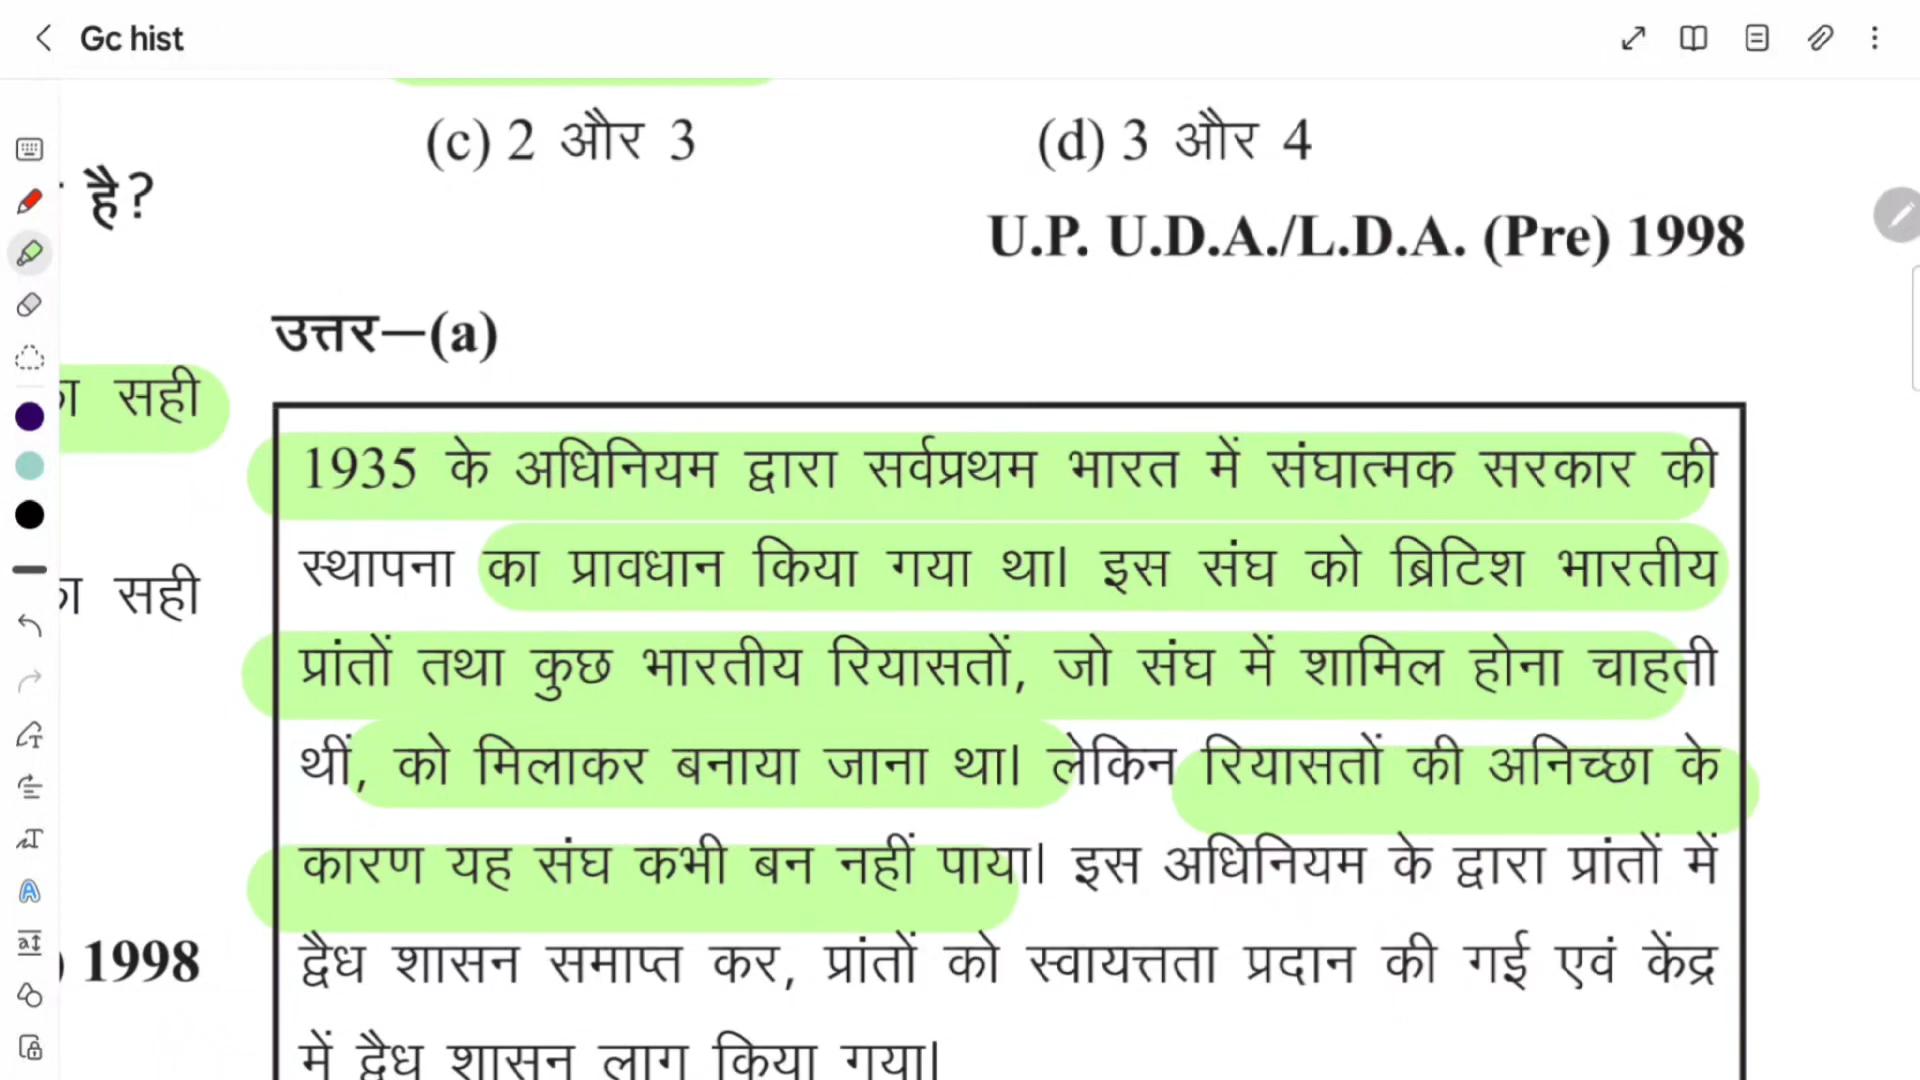 Gc hist
(c) 2 और 3
(d) 3 और 4
है?
U.P. U.D.A./L.D.A. (Pre) 1998
उत्तर—(a)
सही
1935 के अधिनियम द्वारा सर्वप्रथम भारत में संघात्मक सरकार की
स्थापना का प्रावधान किया गया था। इस संघ को ब्रिटिश भारतीय
सही
प्रांतों तथा कुछ भारतीय रियासतों, जो संघ में शामिल होना चाहती
थीं, को मिलाकर बनाया जाना था। लेकिन रियासतों की अनिच्छा के
कारण यह संघ कभी बन नहीं पाया। इस अधिनियम के द्वारा प्रांतों में
द्वैध शासन समाप्त कर, प्रांतों को स्वायत्तता प्रदान की गई एवं केंद्र
) 1998
में द्वैध शासन लागू किया गया।